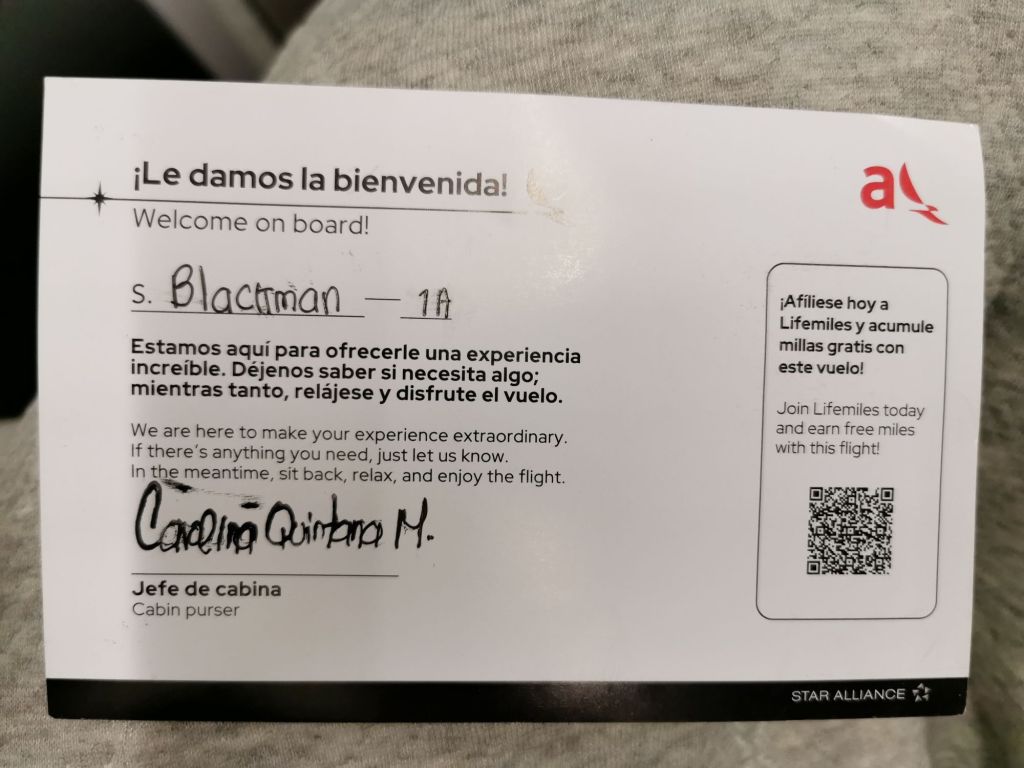 ¡Le damos la bienvenida!
Welcome on board!
S. Blackman — 1A
Estamos aquí para ofrecerle una experiencia
increíble. Déjenos saber si necesita algo;
mientras tanto, relájese y disfrute el vuelo.
We are here to make your experience extraordinary.
If there's anything you need, just let us know.
In the meantime, sit back, relax, and enjoy the flight.
Carolina Quintana M.
Jefe de cabina
Cabin purser
a
¡Afíliese hoy a
Lifemiles y acumule
millas gratis con
este vuelo!
Join Lifemiles today
and earn free miles
with this flight!
STAR ALLIANCE